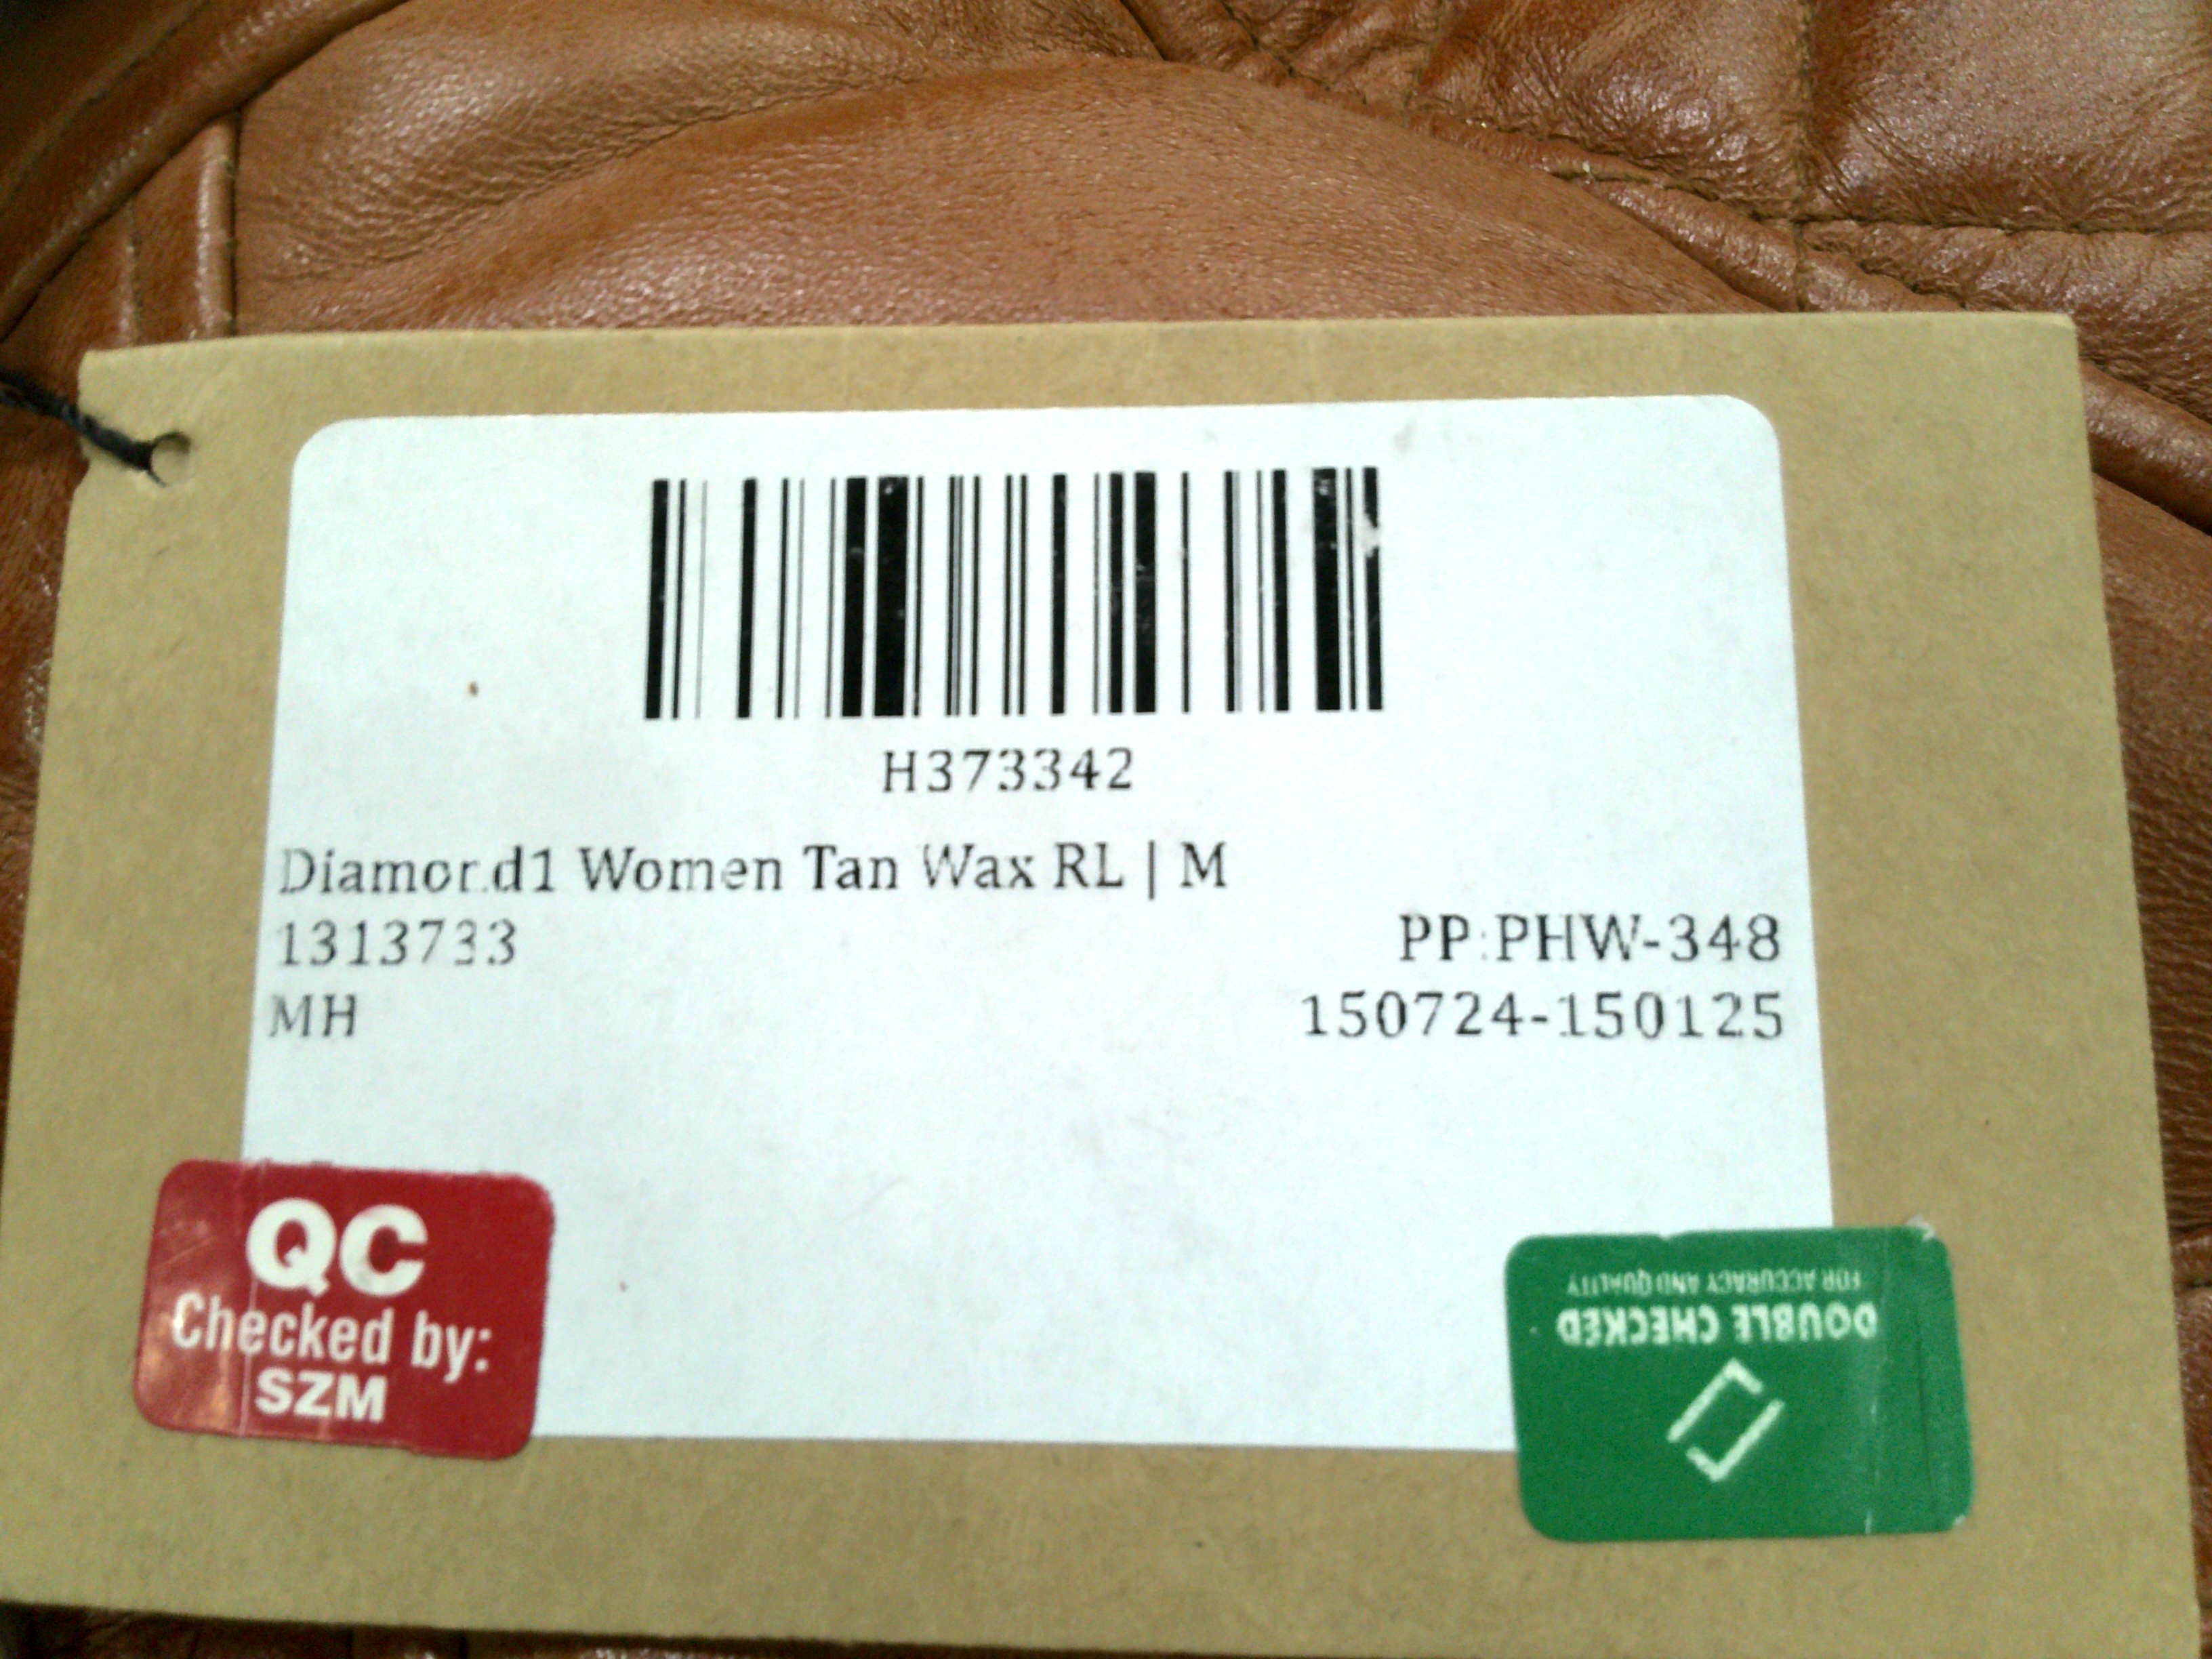 H373342
Diamond1 Women Tan Wax RL | M
1313733
PP:PHW-348
MH
150724-150125
QC
Checked by:
SZM
DOUBLE CHECKED
FOR ACCURACY AND QUALITY